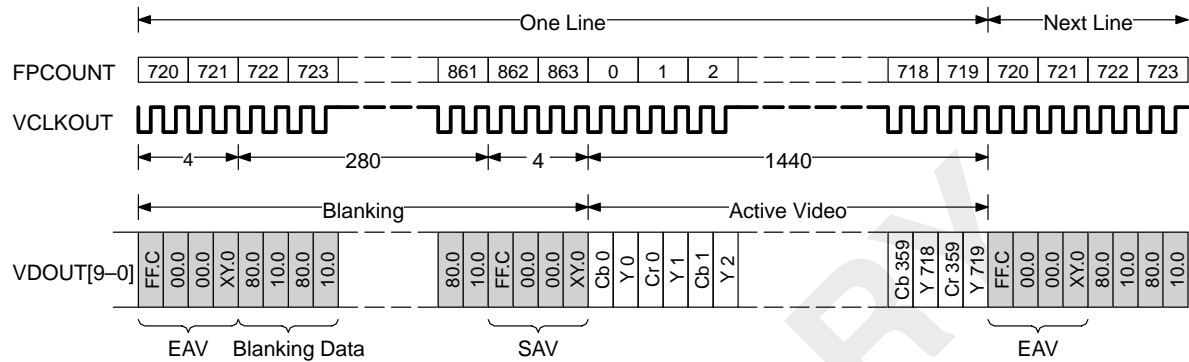 One Line Next Line
FPCOUNT 720 721 722 723 861 862 863 0 1 2 718 719 720 721 722 723
VCLKOUT
4 280 4 1440
Blanking Active Video
VDOUT[9–0] FF.C 00.0 00.0 XY.0 80.0 10.0 80.0 10.0 80.0 10.0 FF.C 00.0 00.0 XY.0 Cb 0 Y 0 Cr 0 Y 1 Cb 1 Y 2 Cb 359 Y 718 Cr 359 Y 719 FF.C 00.0 00.0 XY.0 80.0 10.0 80.0 10.0
EAV Blanking Data SAV EAV
RY